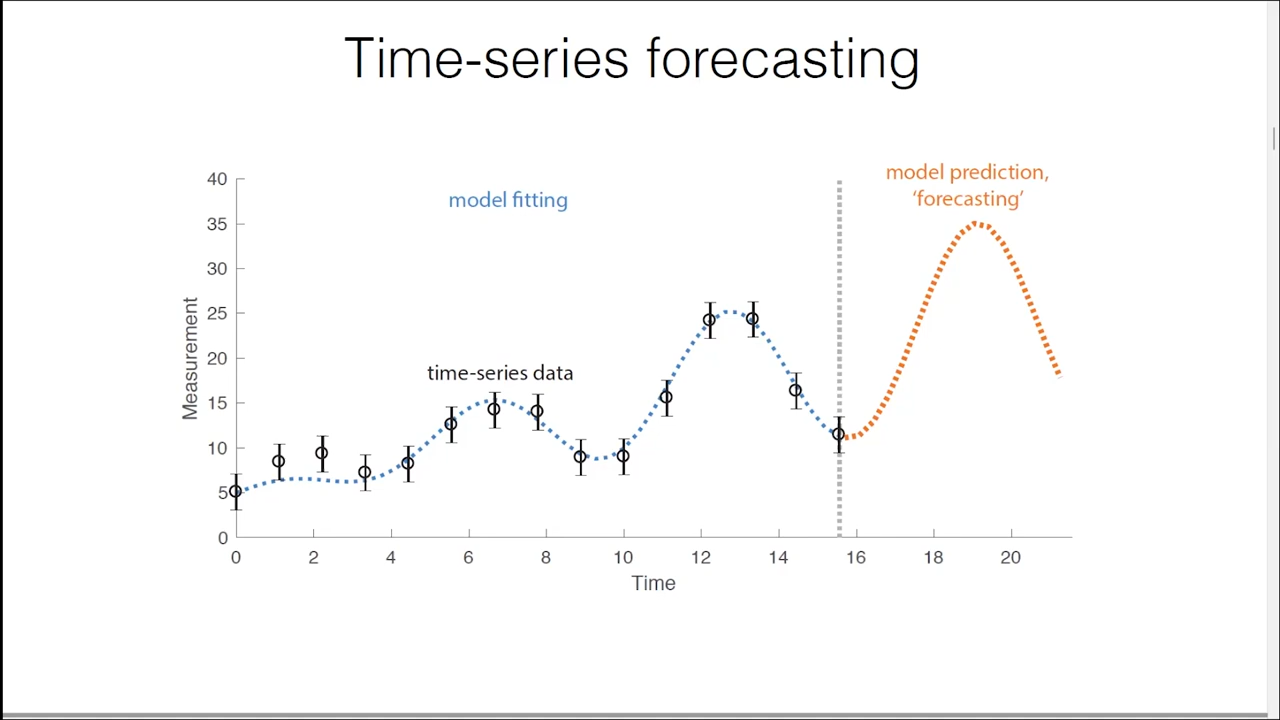 Time-series forecasting
model prediction,
'forecasting'
model fitting
time-series data
Measurement
40
35
30
25
20
15
10
5
0
0 2 4 6 8 10 12 14 16 18 20
Time